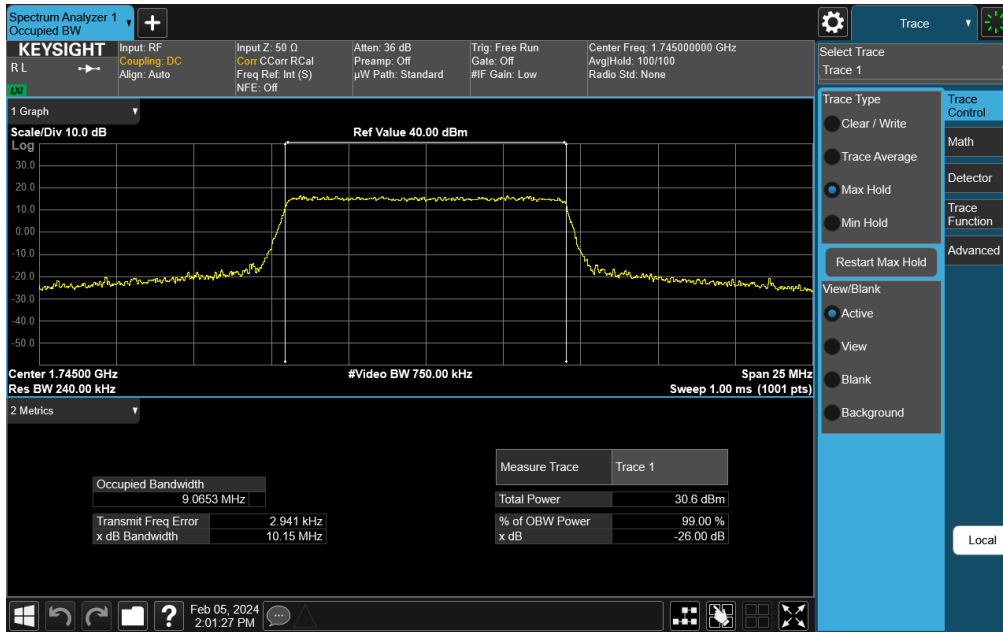 Spectrum Analyzer 1
Occupied BW
KEYSIGHT
R L
LXI
Input: RF
Coupling: DC
Align: Auto
Input Z: 50 Ω
Corr CCorr RCal
Freq Ref: Int (S)
NFE: Off
Atten: 36 dB
Preamp: Off
µW Path: Standard
Trig: Free Run
Gate: Off
#IF Gain: Low
Center Freq: 1.745000000 GHz
Avg|Hold: 100/100
Radio Std: None
1 Graph
Scale/Div 10.0 dB
Ref Value 40.00 dBm
Log
30.0
20.0
10.0
0.00
-10.0
-20.0
-30.0
-40.0
-50.0
Center 1.74500 GHz
#Video BW 750.00 kHz
Span 25 MHz
Res BW 240.00 kHz
Sweep 1.00 ms (1001 pts)
2 Metrics
Occupied Bandwidth
9.0653 MHz
Transmit Freq Error 2.941 kHz
x dB Bandwidth 10.15 MHz
Measure Trace Trace 1
Total Power 30.6 dBm
% of OBW Power 99.00 %
x dB -26.00 dB
Feb 05, 2024
2:01:27 PM
Trace
Select Trace
Trace 1
Trace Type
Clear / Write
Trace Average
Max Hold
Min Hold
Restart Max Hold
View/Blank
Active
View
Blank
Background
Trace
Control
Math
Detector
Trace
Function
Advanced
Local